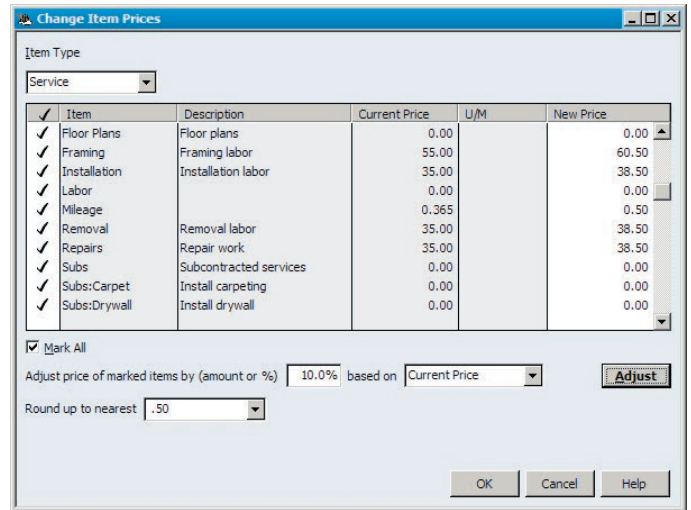 Change Item Prices
Item Type
Service
Item Description Current Price U/M New Price
Floor Plans Floor plans 0.00 0.00
Framing Framing labor 55.00 60.50
Installation Installation labor 35.00 38.50
Labor 0.00 0.00
Mileage 0.365 0.50
Removal Removal labor 35.00 38.50
Repairs Repair work 35.00 38.50
Subs Subcontracted services 0.00 0.00
Subs:Carpet Install carpeting 0.00 0.00
Subs:Drywall Install drywall 0.00 0.00
Mark All
Adjust price of marked items by (amount or %) 10.0% based on Current Price Adjust
Round up to nearest .50
OK Cancel Help